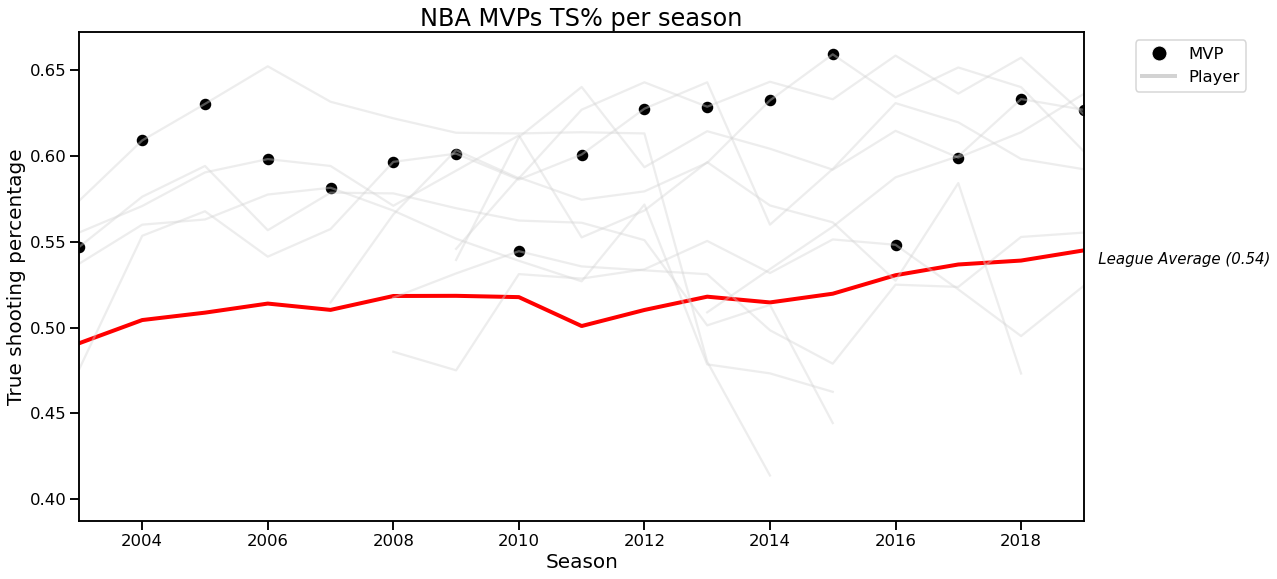 NBA MVPs TS% per season
MVP
Player
True shooting percentage
0.65
0.60
0.55
0.50
0.45
0.40
League Average (0.54)
2004 2006 2008 2010 2012 2014 2016 2018
Season